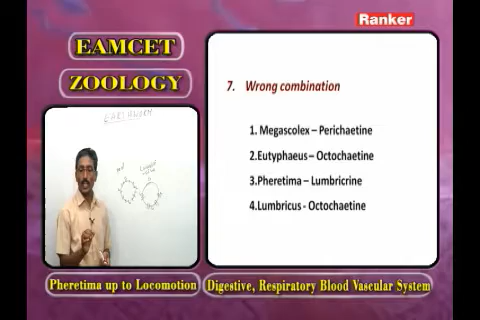 Ranker
EAMCET
ZOOLOGY
7. Wrong combination
EARTHWORM
1. Megascolex – Perichaetine
2.Eutyphaeus – Octochaetine
3.Pheretima – Lumbricrine
4.Lumbricus - Octochaetine
Pheretima up to Locomotion
Digestive, Respiratory Blood Vascular System